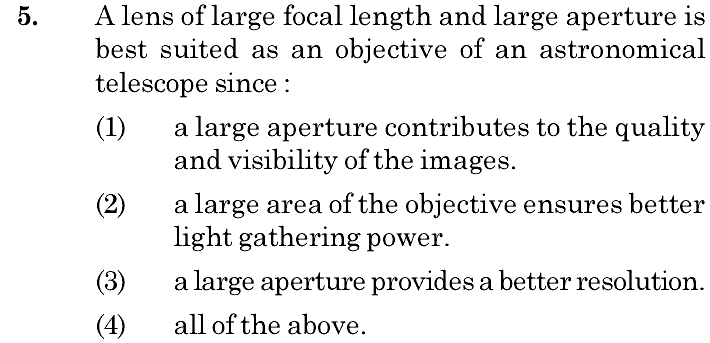 5. A lens of large focal length and large aperture is
best suited as an objective of an astronomical
telescope since :
(1) a large aperture contributes to the quality
and visibility of the images.
(2) a large area of the objective ensures better
light gathering power.
(3) a large aperture provides a better resolution.
(4) all of the above.